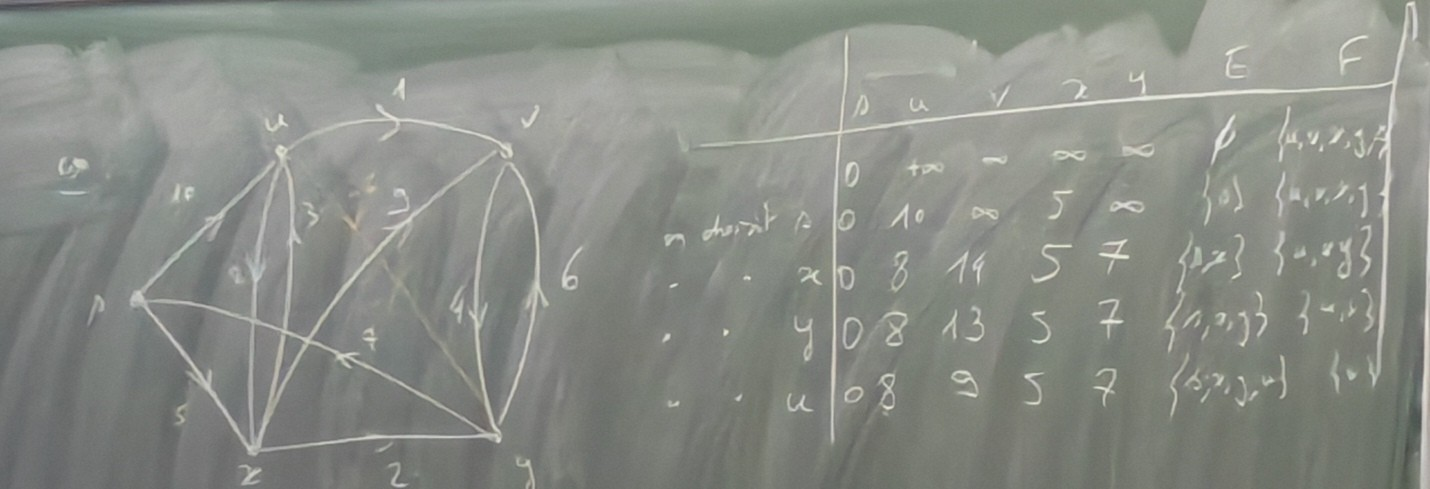 1
u
v
10
3
9
2
4
6
s
7
5
x
2
y
s u v x y E F
0 +∞ ∞ ∞ ∞ ∅ {u,v,x,y,s}
on choisit s 0 10 ∞ 5 ∞ {s} {u,v,x,y}
" " x 0 8 14 5 7 {s,x} {u,v,y}
" " y 0 8 13 5 7 {s,x,y} {u,v}
" " u 0 8 9 5 7 {s,x,y,u} {v}